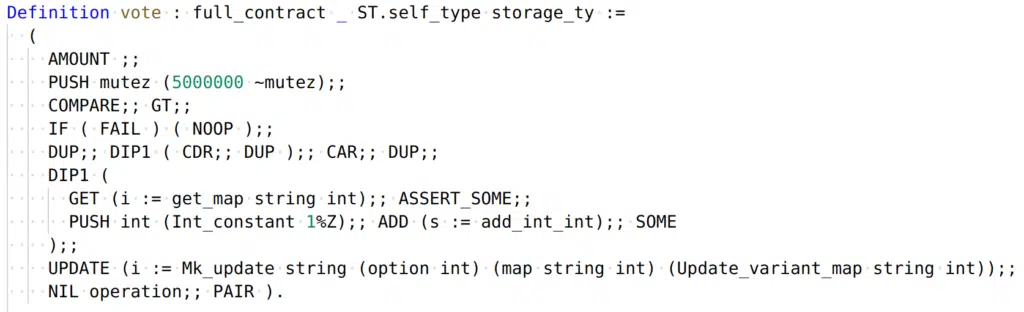 Definition vote : full_contract _ ST.self_type storage_ty :=
(
AMOUNT ;;
PUSH mutez (5000000 ~mutez);;
COMPARE;; GT;;
IF ( FAIL ) ( NOOP );;
DUP;; DIP1 ( CDR;; DUP );; CAR;; DUP;;
DIP1 (
GET (i := get_map string int);; ASSERT_SOME;;
PUSH int (Int_constant 1%Z);; ADD (s := add_int_int);; SOME
);;
UPDATE (i := Mk_update string (option int) (map string int) (Update_variant_map string int));;
NIL operation;; PAIR ).